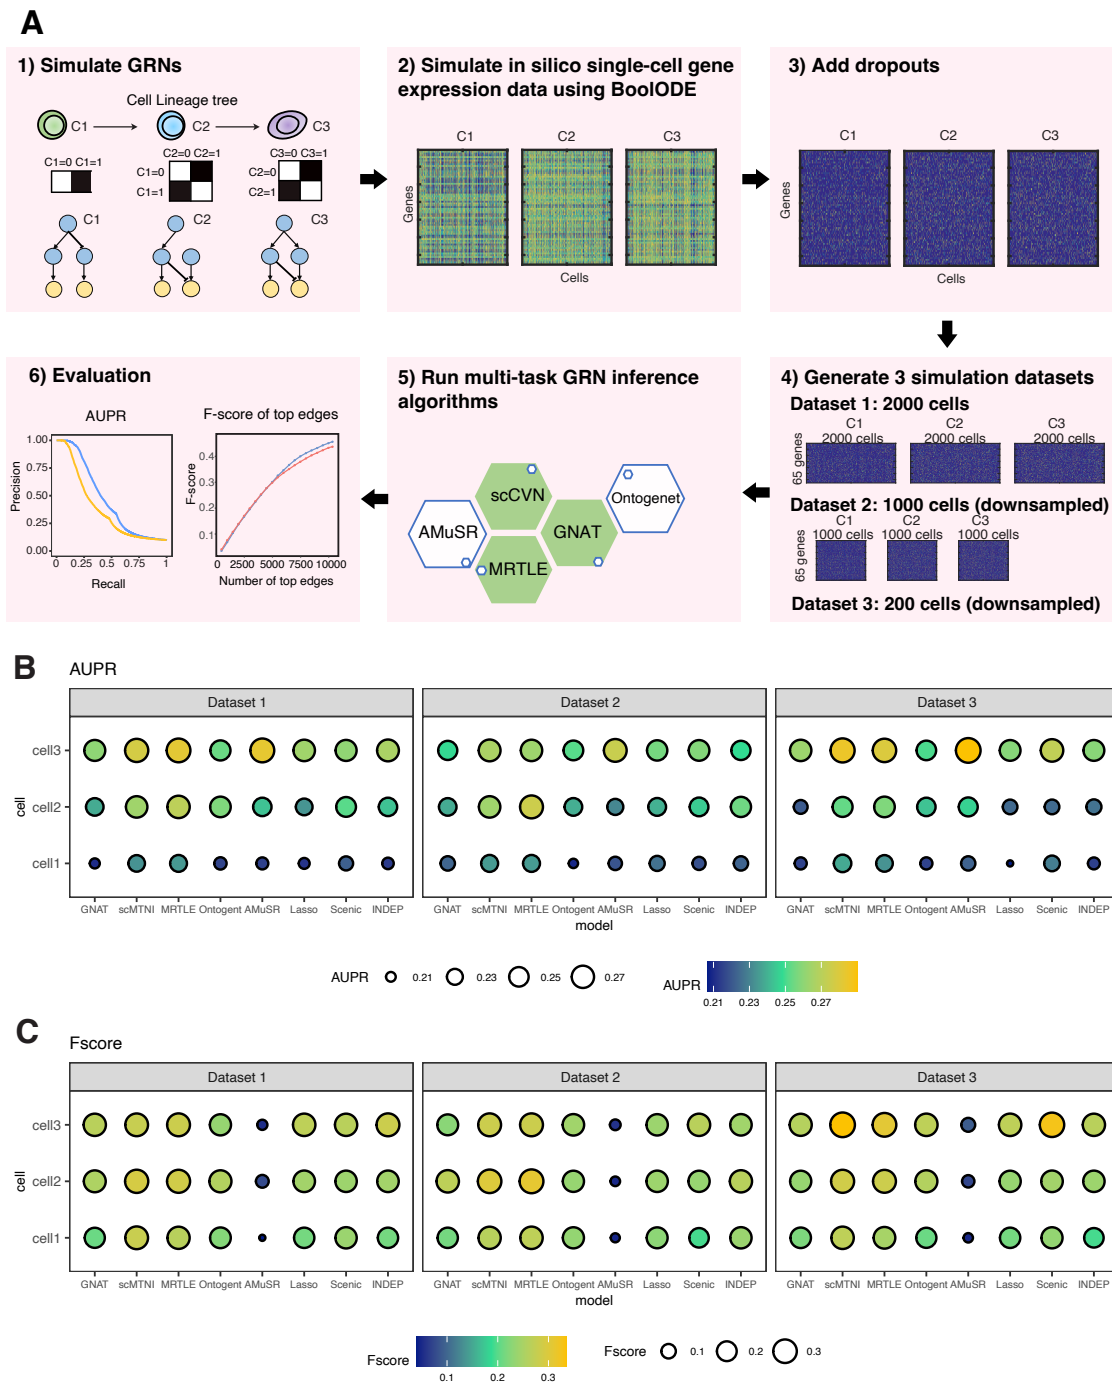 A
1) Simulate GRNs
Cell Lineage tree
C1
C2
C3
C1=0 C1=1
C2=0 C2=1
C1=0
C1=1
C3=0 C3=1
C2=0
C2=1
C1
C2
C3
2) Simulate in silico single-cell gene
expression data using BoolODE
C1
C2
C3
Genes
Cells
3) Add dropouts
C1
C2
C3
Genes
Cells
4) Generate 3 simulation datasets
Dataset 1: 2000 cells
C1
2000 cells
C2
2000 cells
C3
2000 cells
65 genes
Dataset 2: 1000 cells (downsampled)
C1
1000 cells
C2
1000 cells
C3
1000 cells
65 genes
Dataset 3: 200 cells (downsampled)
5) Run multi-task GRN inference
algorithms
scCVN
Ontogenet
AMuSR
GNAT
MRTLE
6) Evaluation
AUPR
1.00
0.75
0.50
0.25
0.00
Precision
0 0.25 0.5 0.75 1
Recall
F-score of top edges
0.4
0.3
0.2
0.1
F-score
0 2500 5000 7500 10000
Number of top edges
B
AUPR
Dataset 1
Dataset 2
Dataset 3
cell3
cell2
cell1
cell
GNAT scMTNI MRTLE Ontogent AMuSR Lasso Scenic INDEP
GNAT scMTNI MRTLE Ontogent AMuSR Lasso Scenic INDEP
GNAT scMTNI MRTLE Ontogent AMuSR Lasso Scenic INDEP
model
AUPR 0.21 0.23 0.25 0.27
AUPR
0.21 0.23 0.25 0.27
C
Fscore
Dataset 1
Dataset 2
Dataset 3
cell3
cell2
cell1
cell
GNAT scMTNI MRTLE Ontogent AMuSR Lasso Scenic INDEP
GNAT scMTNI MRTLE Ontogent AMuSR Lasso Scenic INDEP
GNAT scMTNI MRTLE Ontogent AMuSR Lasso Scenic INDEP
model
Fscore
0.1 0.2 0.3
Fscore 0.1 0.2 0.3